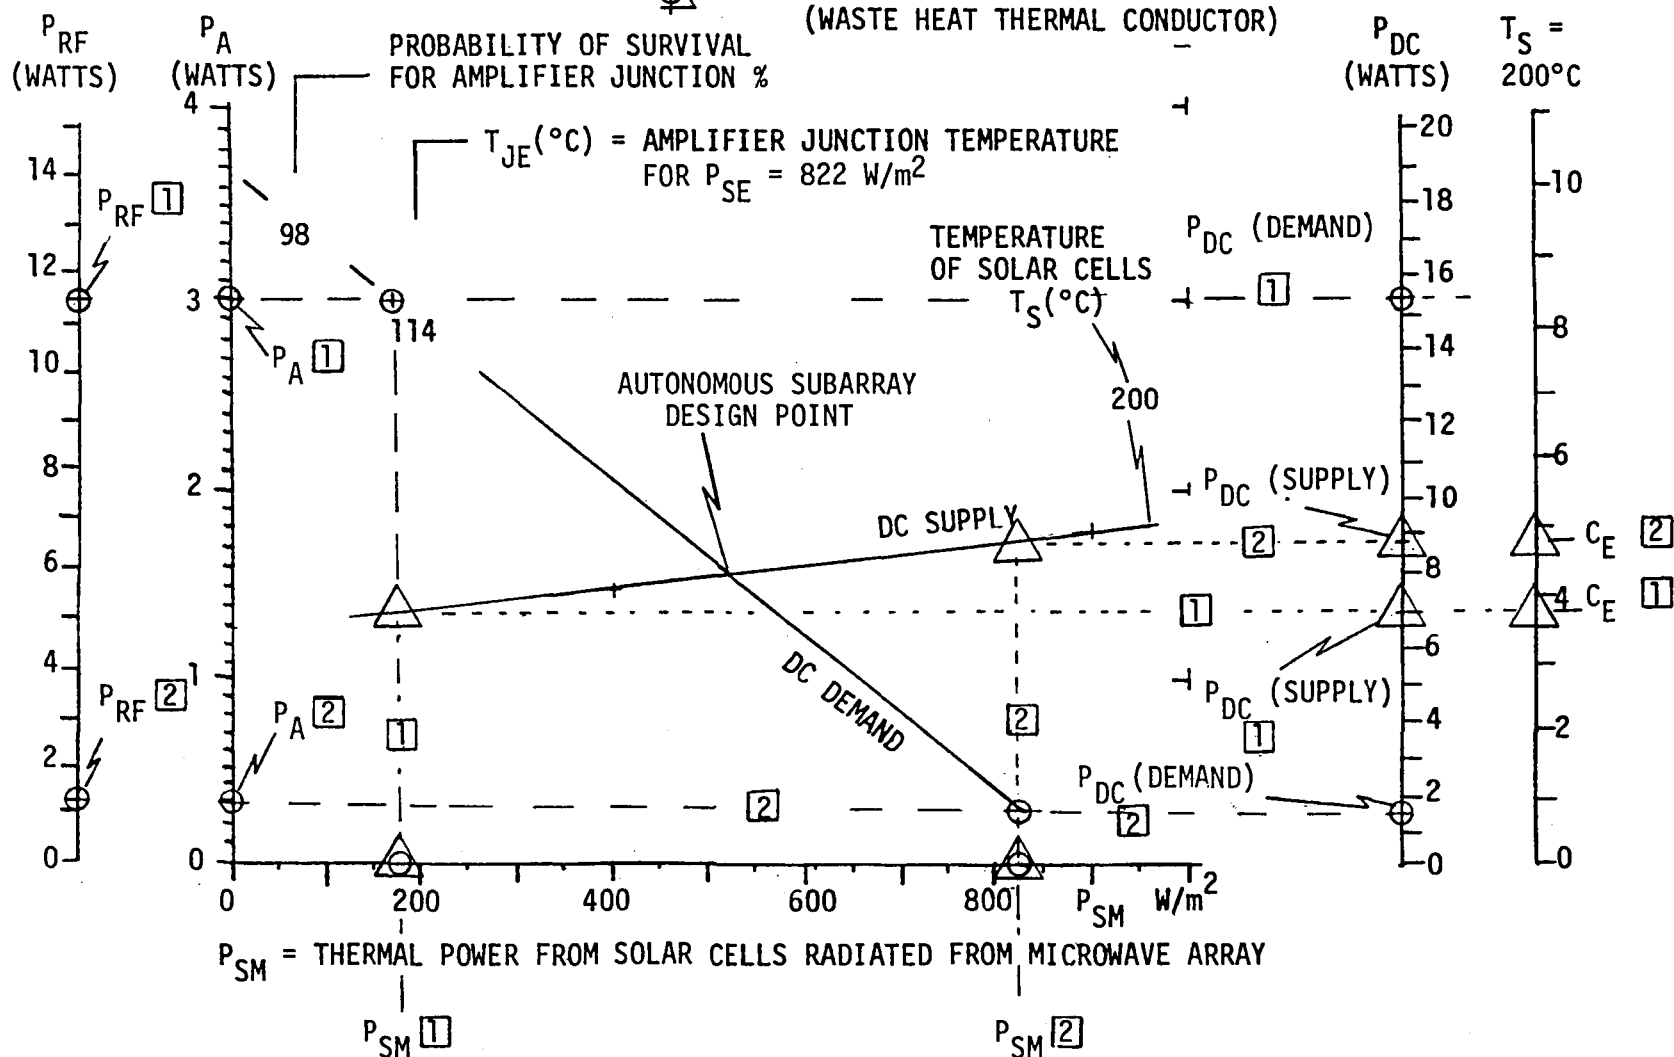 (WASTE HEAT THERMAL CONDUCTOR)
P_RF
(WATTS)
P_A
(WATTS)
PROBABILITY OF SURVIVAL
FOR AMPLIFIER JUNCTION %
P_DC
(WATTS)
T_S =
200°C
T_JE(°C) = AMPLIFIER JUNCTION TEMPERATURE
FOR P_SE = 822 W/m²
14
12
10
8
6
4
2
0
4
3
2
1
0
P_RF 1
98
114
P_A 1
TEMPERATURE
OF SOLAR CELLS
T_S(°C)
200
P_DC (DEMAND)
1
AUTONOMOUS SUBARRAY
DESIGN POINT
DC SUPPLY
P_DC (SUPPLY)
2
1
DC DEMAND
P_DC (SUPPLY)
1
P_RF 2
P_A 2
1
2
2
P_DC (DEMAND)
2
20
18
16
14
12
10
8
6
4
2
0
10
8
6
4
2
0
C_E 2
C_E 1
0
200
400
600
800
P_SM W/m²
P_SM = THERMAL POWER FROM SOLAR CELLS RADIATED FROM MICROWAVE ARRAY
P_SM 1
P_SM 2